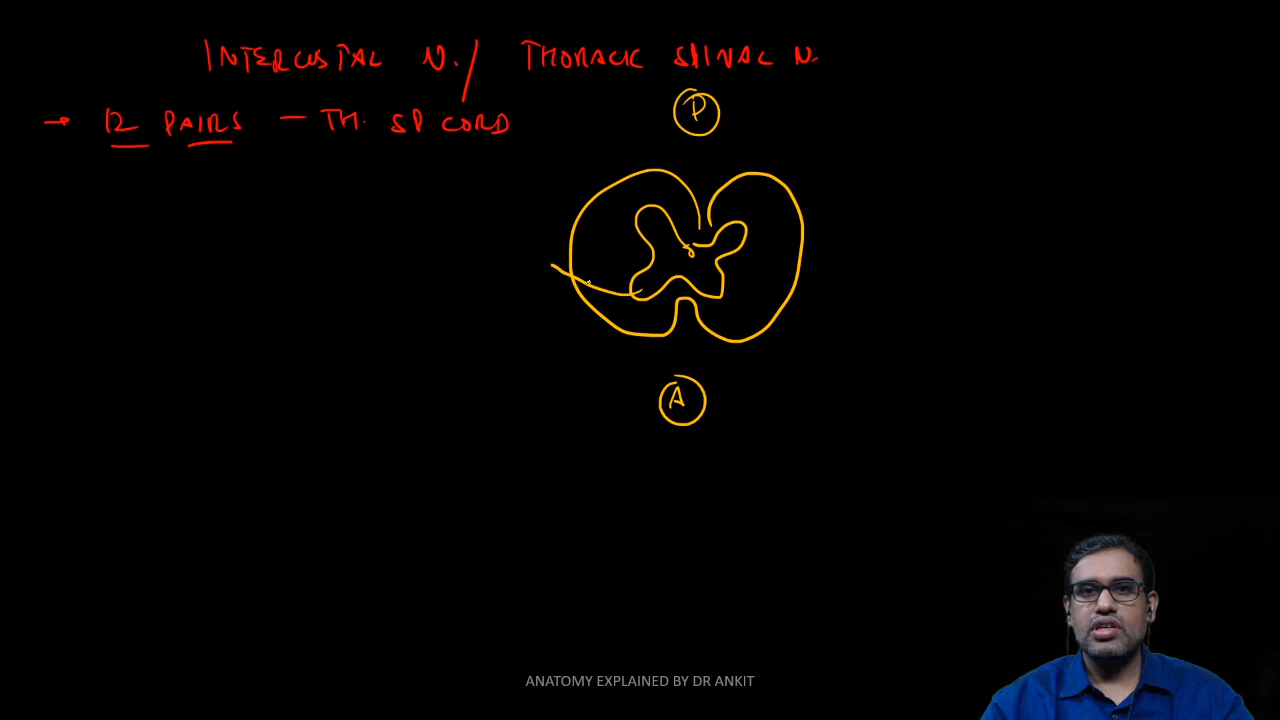 INTERCOSTAL N. / THORACIC SPINAL N.
→ 12 PAIRS — TH. SP CORD
P
A
ANATOMY EXPLAINED BY DR ANKIT